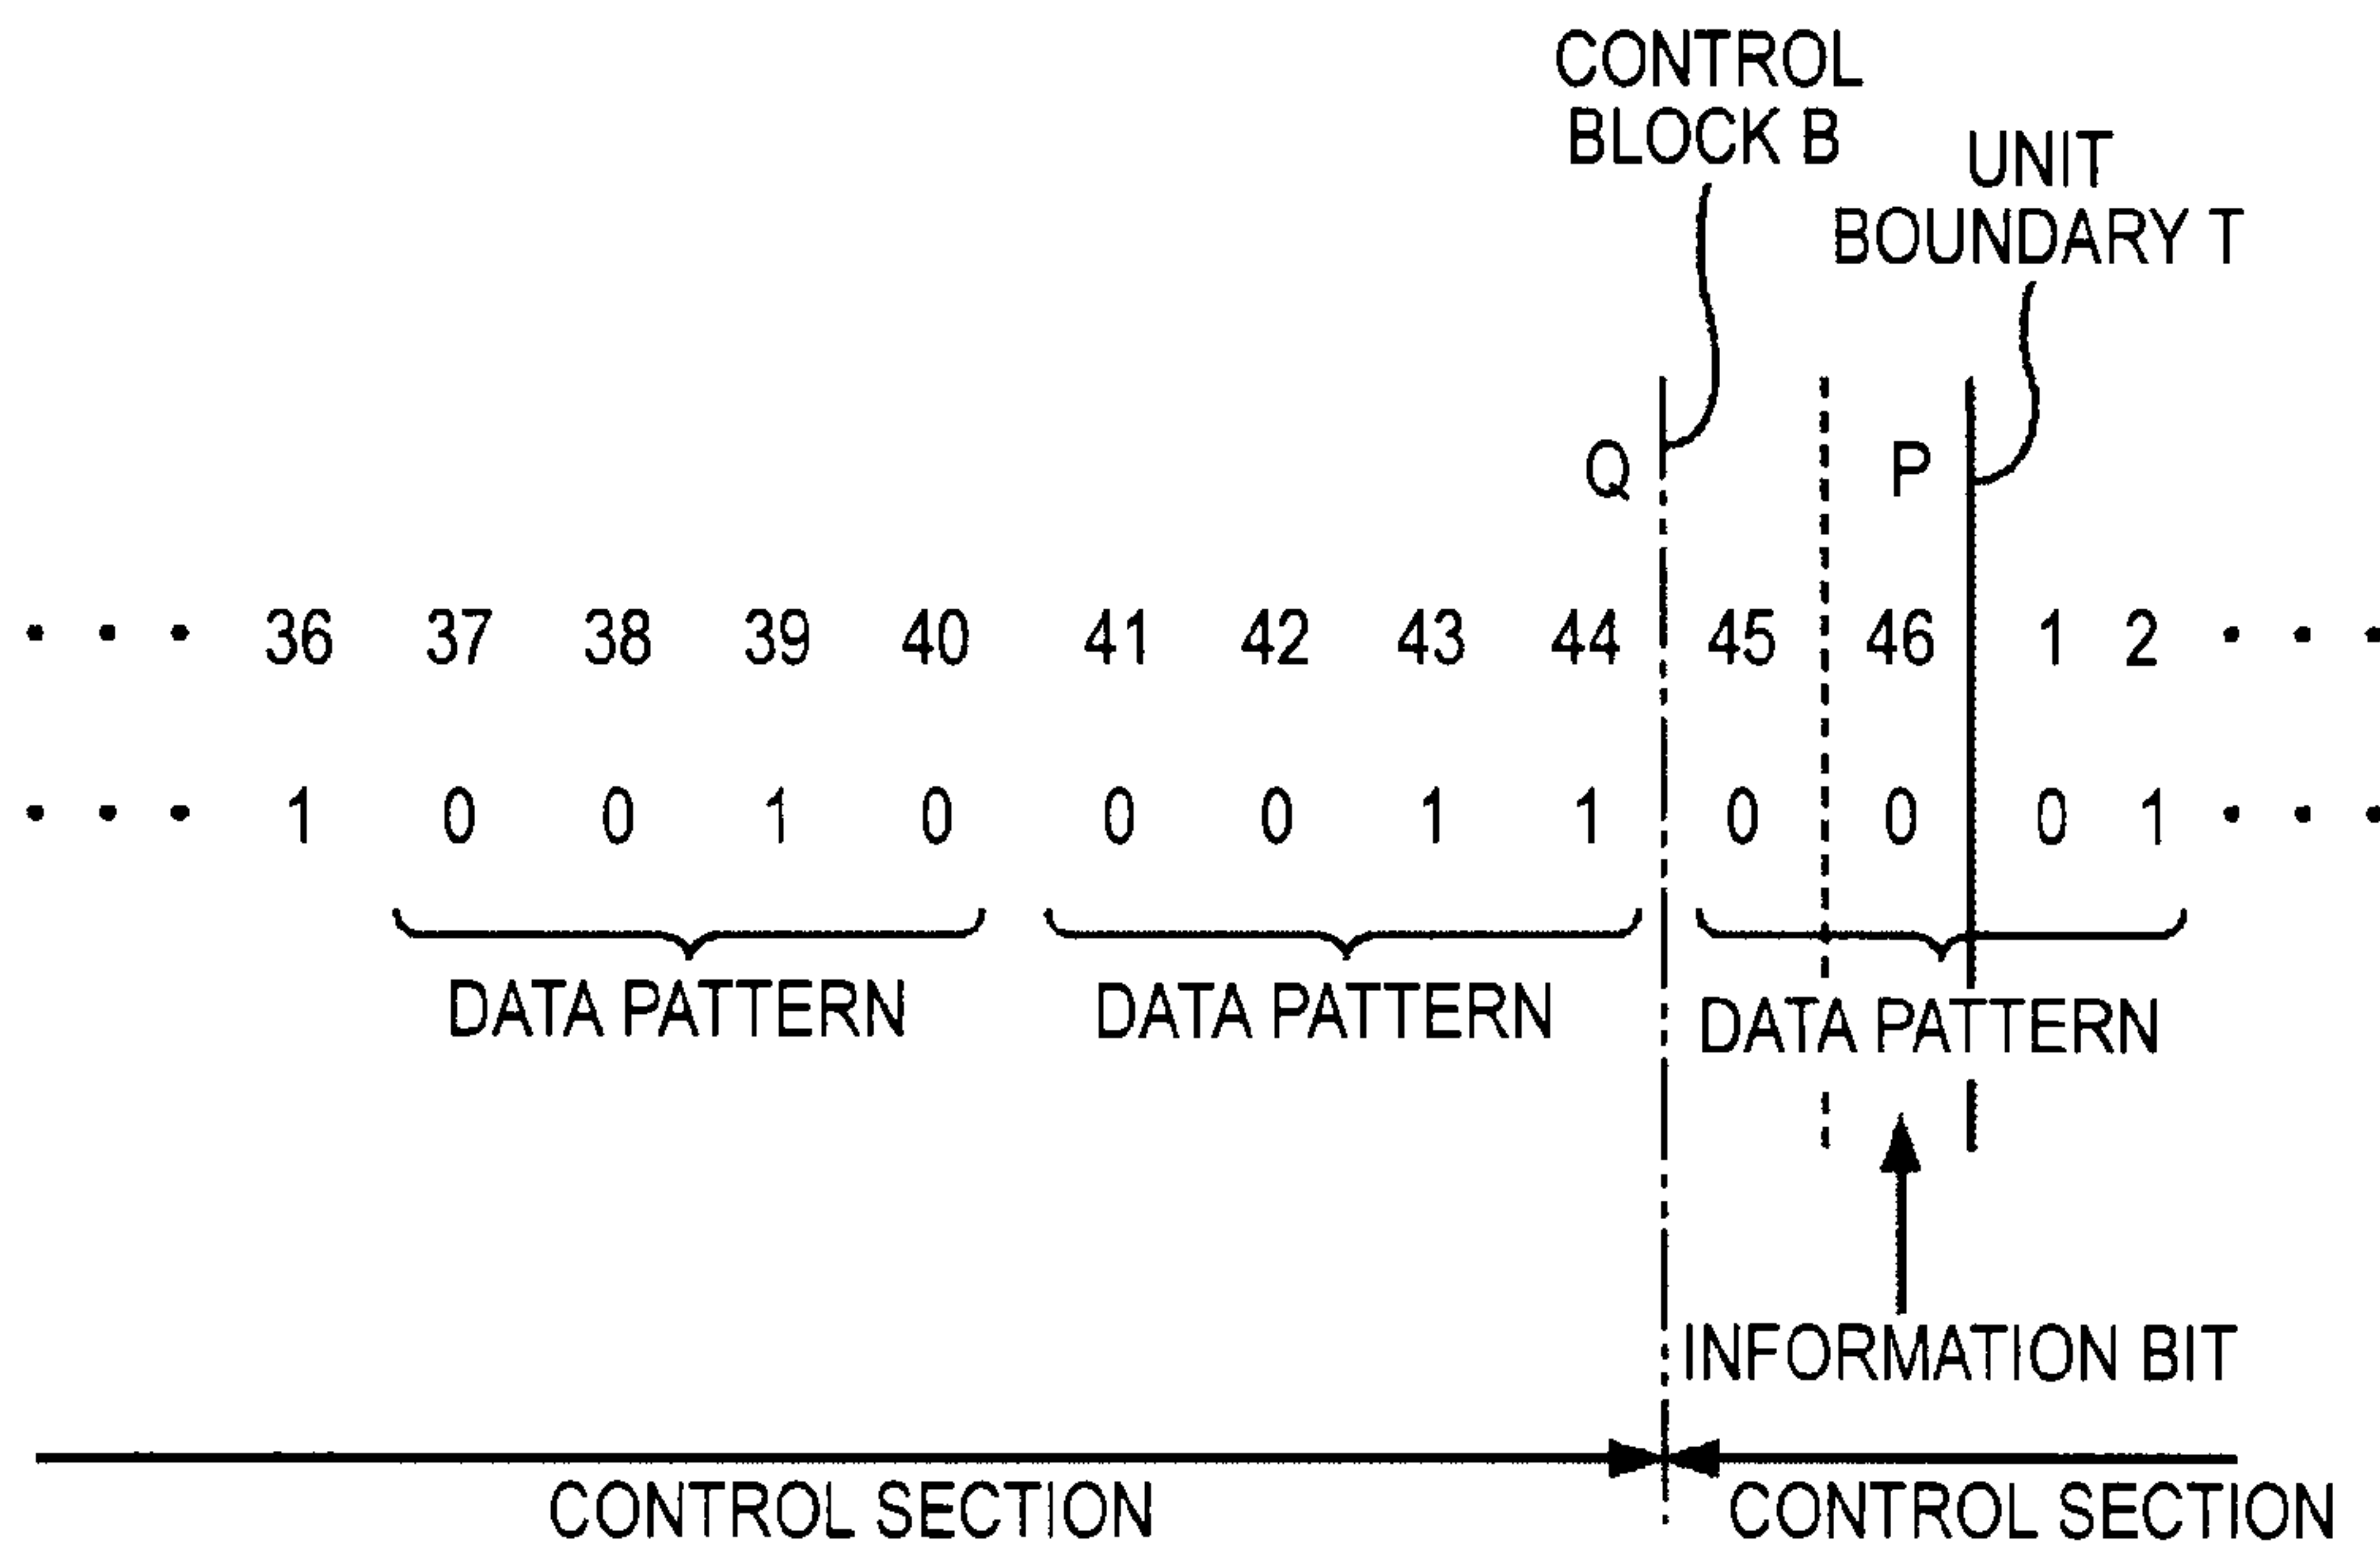 CONTROL
BLOCK B
UNIT
BOUNDARY T
Q
P
· · · 36 37 38 39 40 41 42 43 44 45 46 1 2 · · ·
· · · 1 0 0 1 0 0 0 1 1 0 0 0 1 · · ·
DATA PATTERN DATA PATTERN DATA PATTERN
INFORMATION BIT
CONTROL SECTION CONTROL SECTION